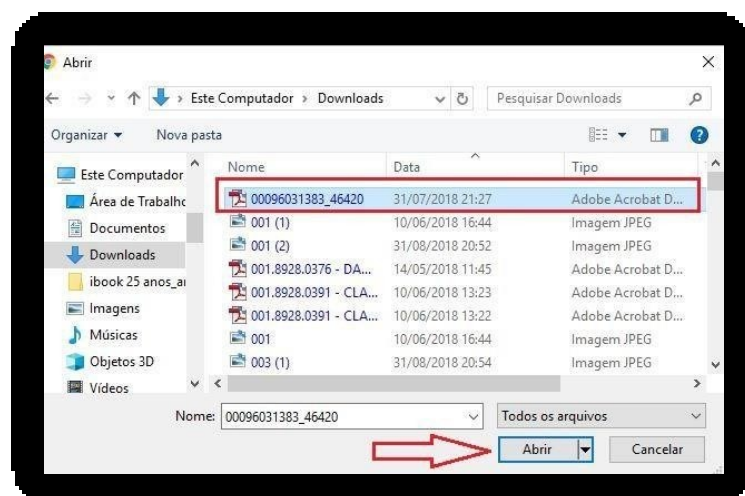 Abrir
Este Computador > Downloads
Pesquisar Downloads
Organizar
Nova pasta
Este Computador
Área de Trabalho
Documentos
Downloads
ibook 25 anos_
Imagens
Músicas
Objetos 3D
Vídeos
Nome Data Tipo
00096031383_46420 31/07/2018 21:27 Adobe Acrobat D...
001 (1) 10/06/2018 16:44 Imagem JPEG
001 (2) 31/08/2018 20:52 Imagem JPEG
001.8928.0376 - DA... 14/05/2018 11:45 Adobe Acrobat D...
001.8928.0391 - CLA... 10/06/2018 13:23 Adobe Acrobat D...
001.8928.0391 - CLA... 10/06/2018 13:22 Adobe Acrobat D...
001 10/06/2018 16:44 Imagem JPEG
003 (1) 31/08/2018 20:54 Imagem JPEG
Nome: 00096031383_46420 Todos os arquivos
Abrir Cancelar